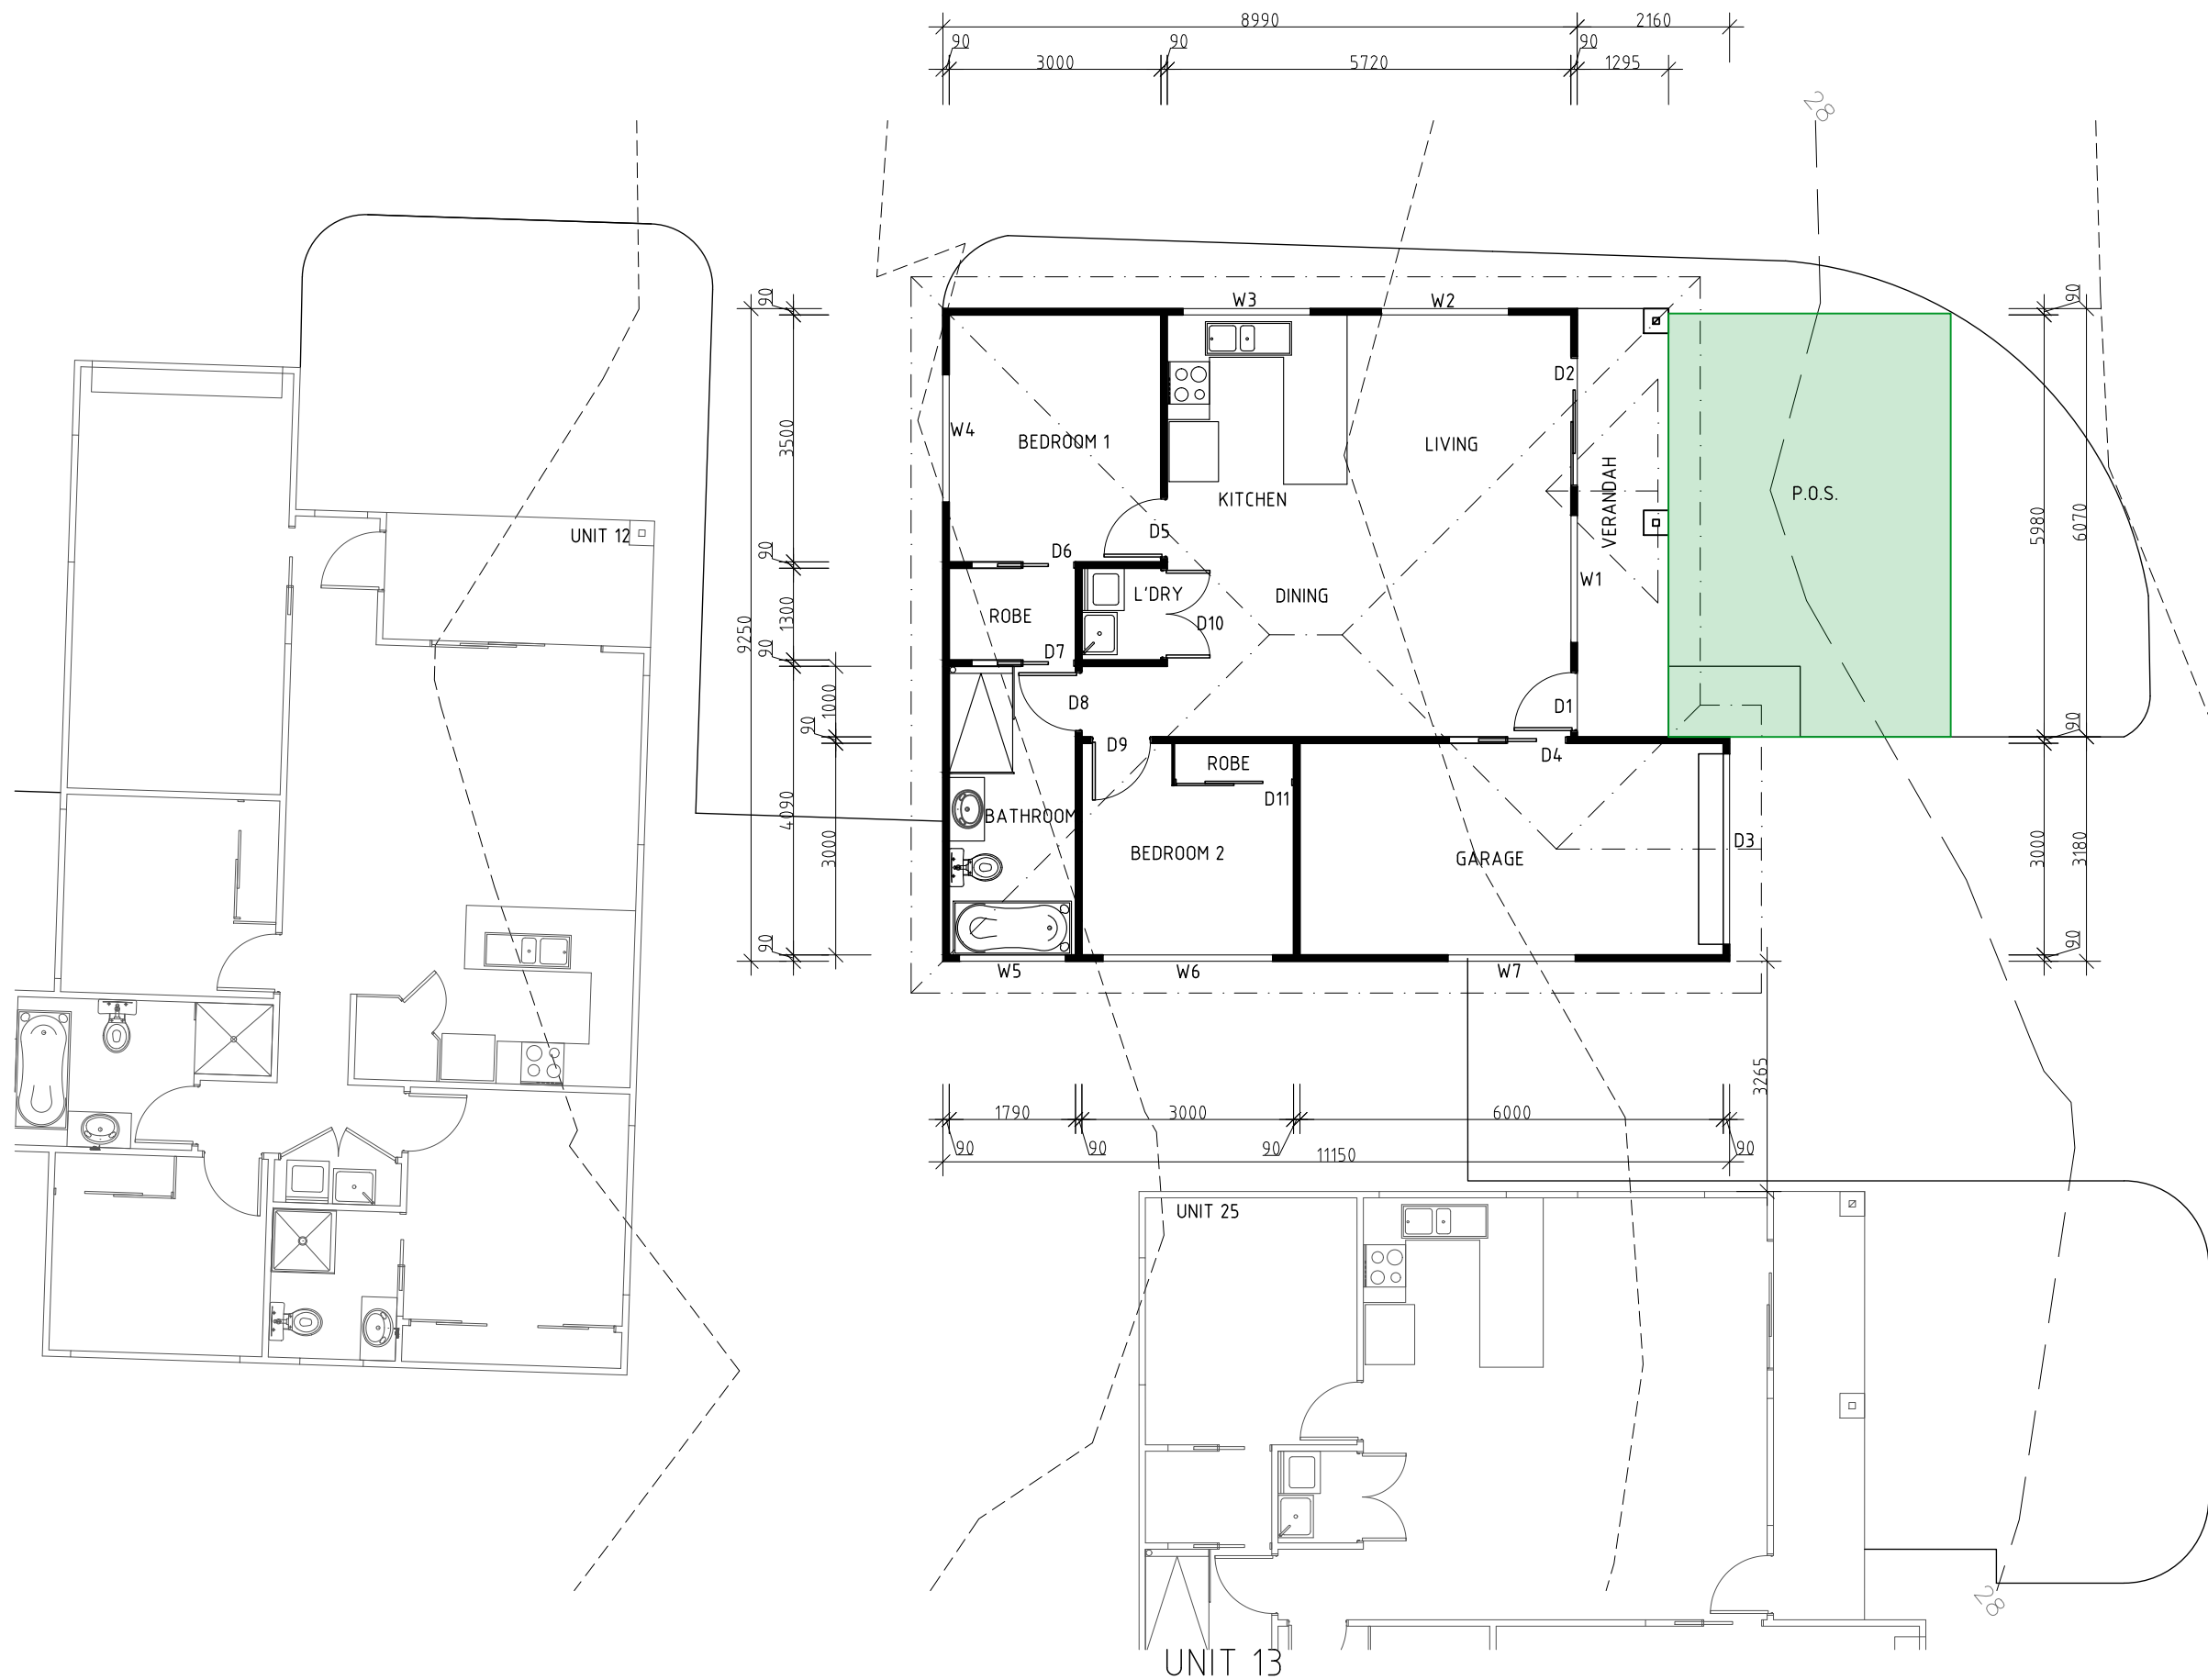 8990
2160
90
90
90
3000
5720
1295
28
90
W3
W2
90
D2
W4
BEDROOM 1
LIVING
3500
KITCHEN
VERANDAH
P.O.S.
5980
6070
UNIT 12
D5
90
D6
W1
L'DRY
DINING
1300
ROBE
D10
9250
90
D7
1000
D8
D1
90
90
D9
D4
ROBE
D11
4090
BATHROOM
3000
BEDROOM 2
GARAGE
D3
3000
3180
90
90
W5
W6
W7
3265
1790
3000
6000
90
90
90
90
11150
UNIT 25
28
UNIT 13